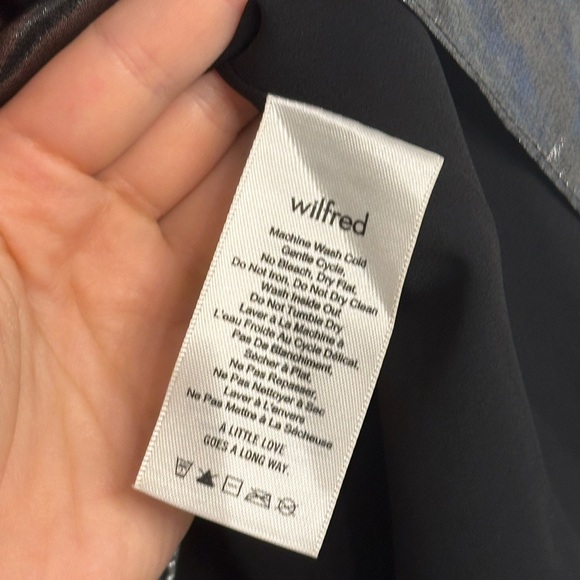 wilfred
Machine Wash Cold
Gentle Cycle,
No Bleach, Dry Flat,
Do Not Iron, Do Not Dry Clean
Wash Inside Out
Do Not Tumble Dry
Laver à La Machine à
L'eau Froide Au Cycle Délicat,
Pas De Blanchiment,
Sécher à Plat,
Ne Pas Repasser,
Ne Pas Nettoyer à Sec
Laver à L'envers
Ne Pas Mettre à La Sécheuse
A LITTLE LOVE
GOES A LONG WAY.